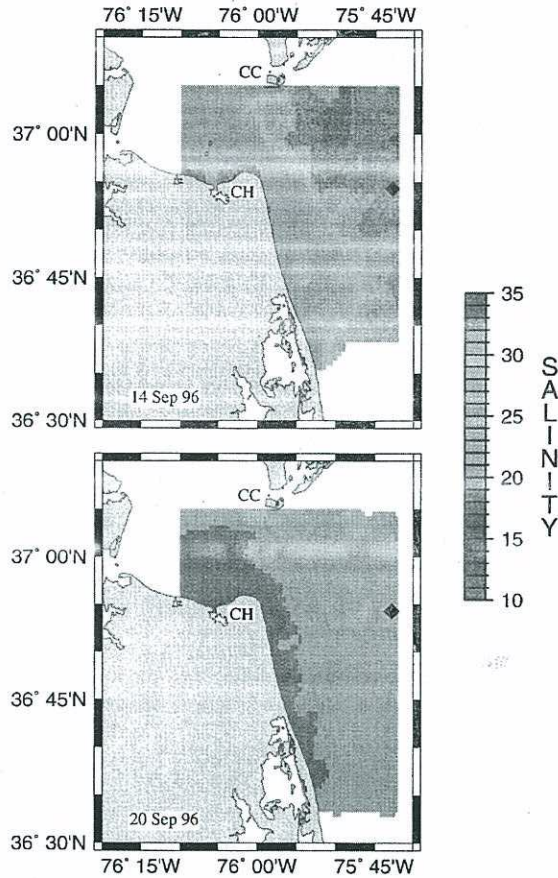 76° 15'W 76° 00'W 75° 45'W
CC
37° 00'N
CH
36° 45'N
14 Sep 96
36° 30'N
CC
37° 00'N
CH
36° 45'N
20 Sep 96
36° 30'N
76° 15'W 76° 00'W 75° 45'W
35
30
25
20
15
10
SALINITY